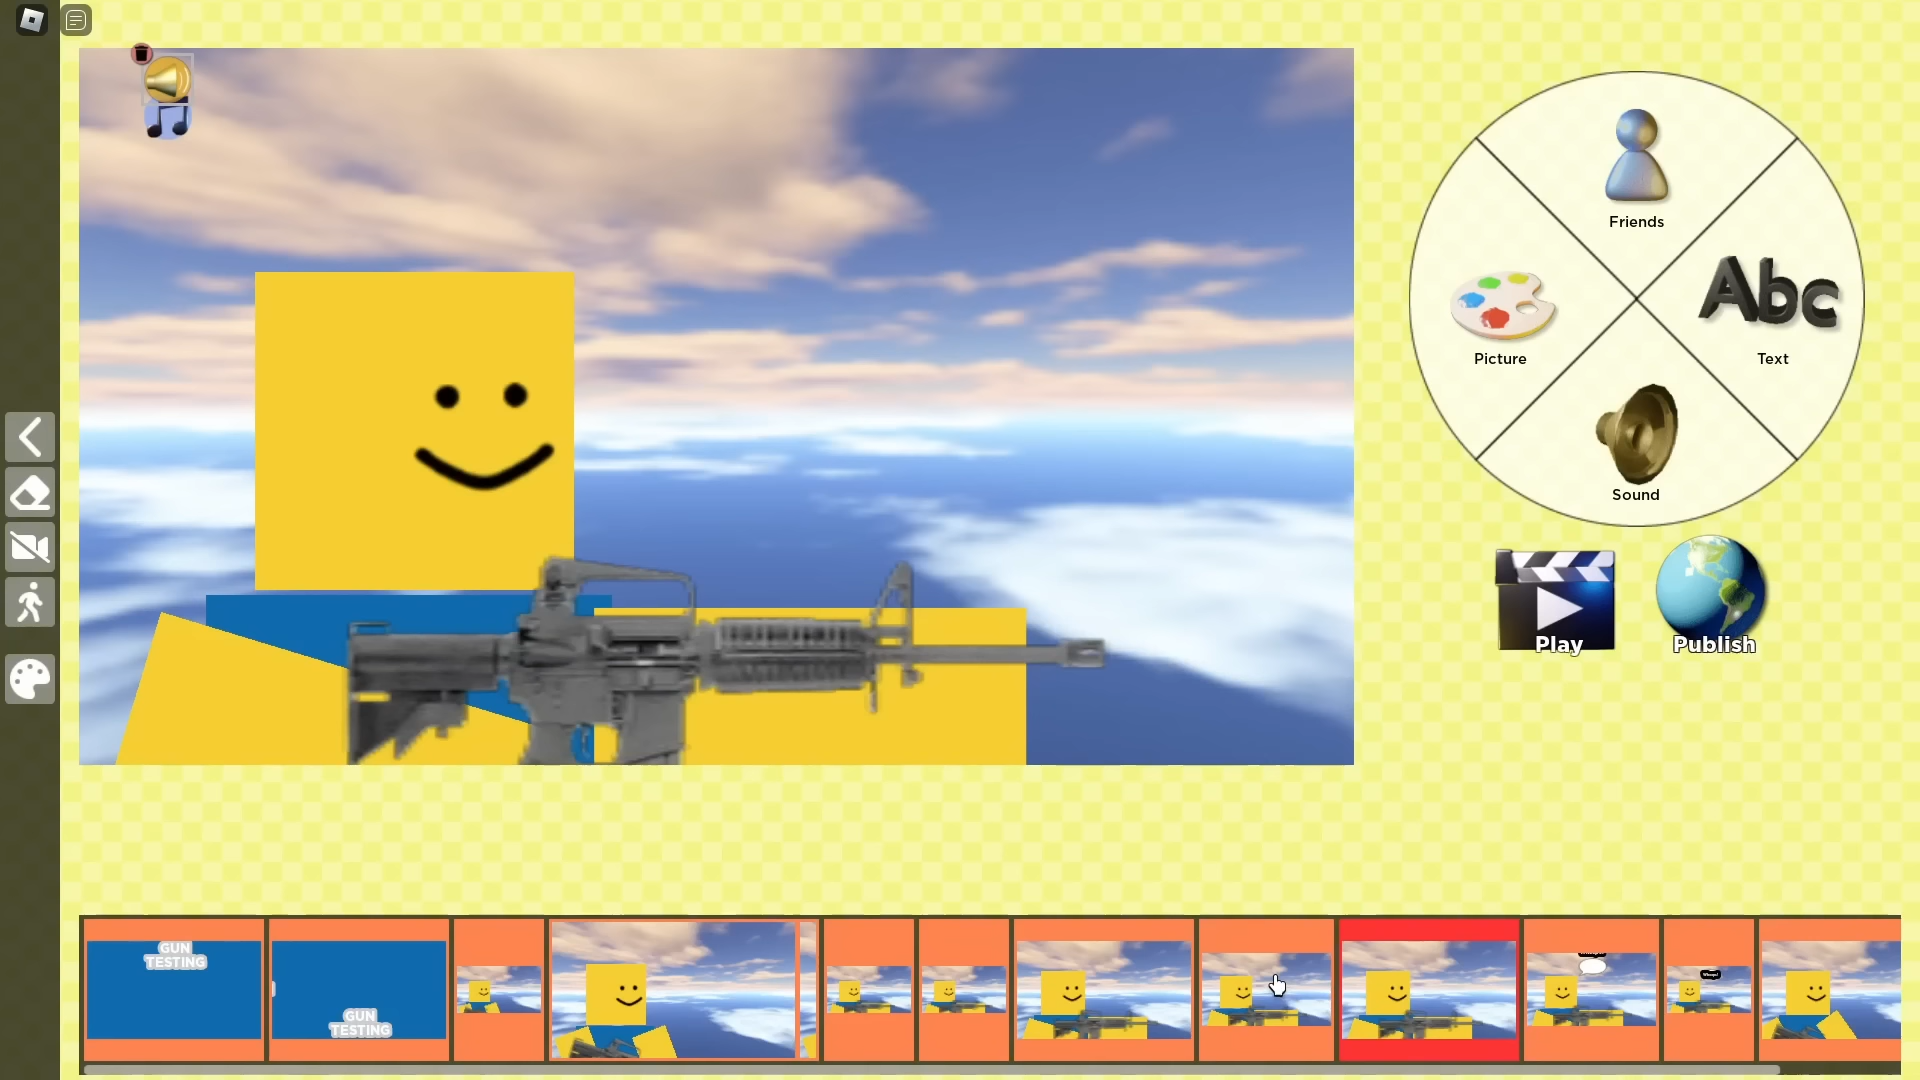 Friends
Picture
Abc
Text
Sound
Play
Publish
GUN
TESTING
GUN
TESTING